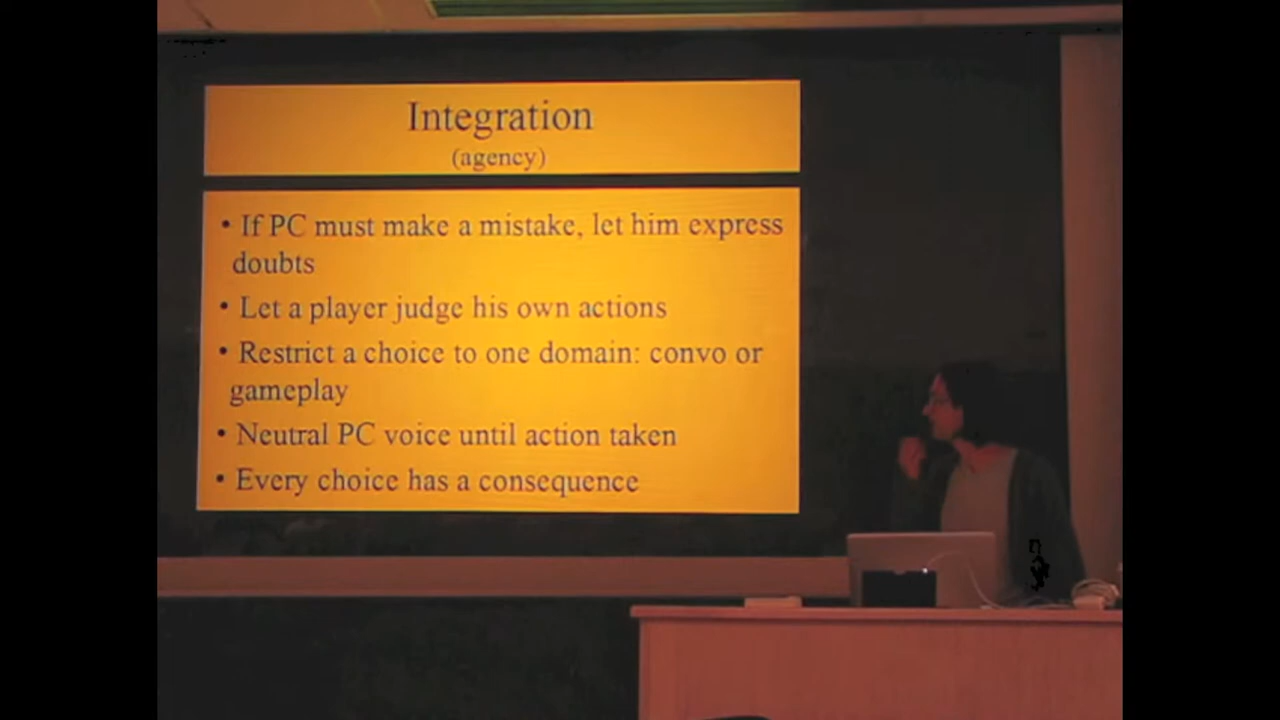 Integration
(agency)
• If PC must make a mistake, let him express
doubts
• Let a player judge his own actions
• Restrict a choice to one domain: convo or
gameplay
• Neutral PC voice until action taken
• Every choice has a consequence